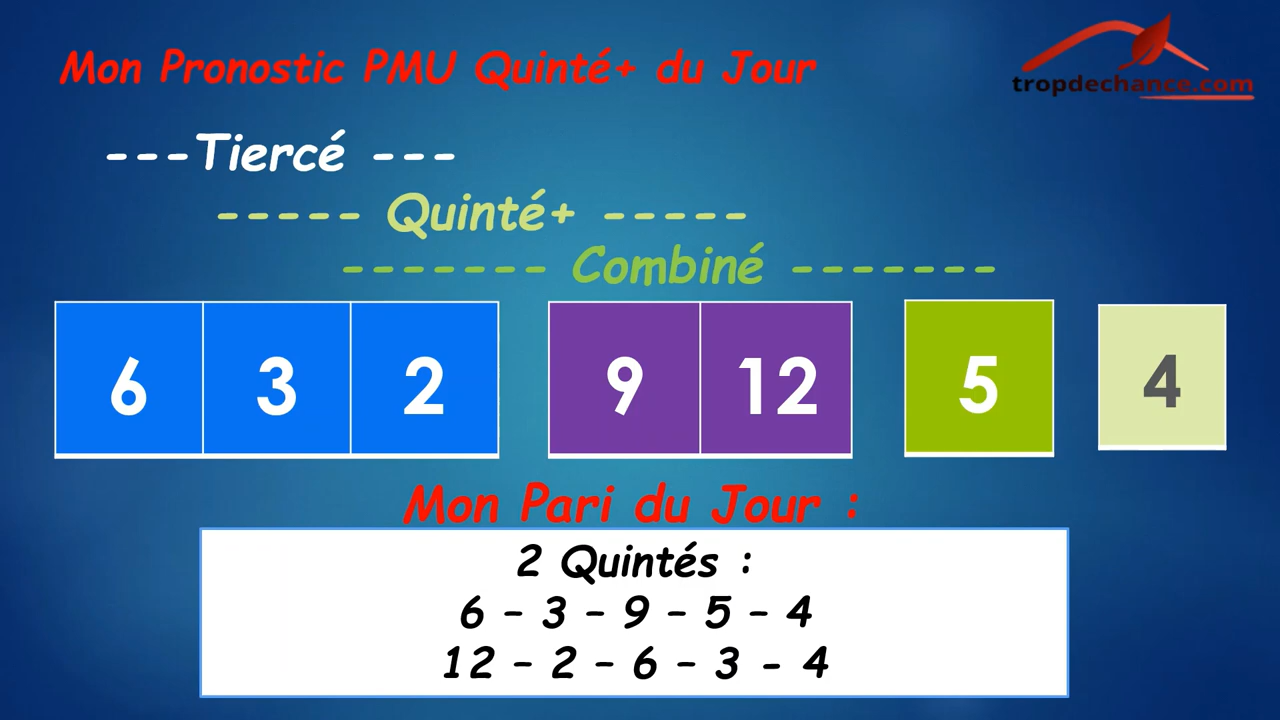 Mon Pronostic PMU Quinté+ du Jour
tropdechance.com
---Tiercé ---
----- Quinté+ -----
------- Combiné -------
6 3 2 9 12 5 4
Mon Pari du Jour :
2 Quintés :
6 – 3 – 9 – 5 – 4
12 – 2 – 6 – 3 - 4